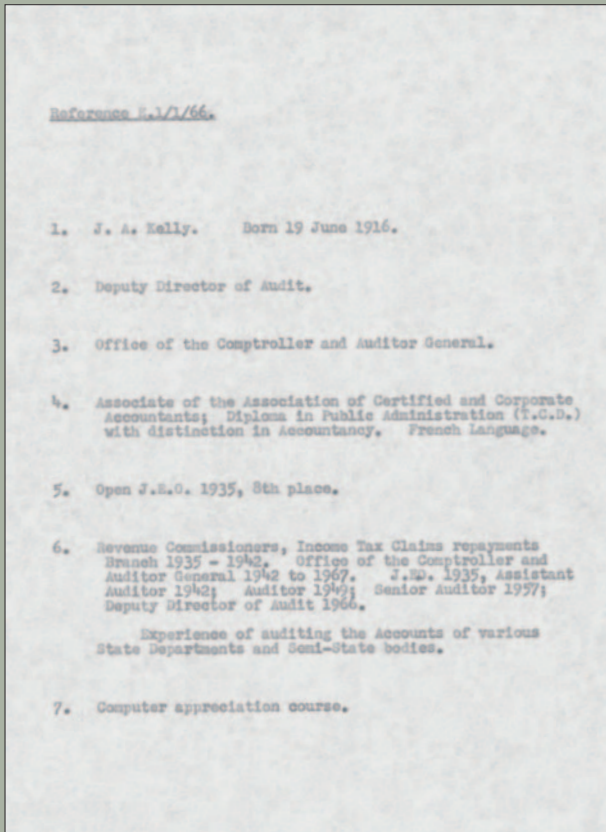 Reference E.1/1/66.
1. J. A. Kelly. Born 19 June 1916.
2. Deputy Director of Audit.
3. Office of the Comptroller and Auditor General.
4. Associate of the Association of Certified and Corporate
Accountants; Diploma in Public Administration (T.C.D.)
with distinction in Accountancy. French Language.
5. Open J.E.O. 1935, 8th place.
6. Revenue Commissioners, Income Tax Claims repayments
Branch 1935 - 1942. Office of the Comptroller and
Auditor General 1942 to 1967. 1935, Assistant
Auditor 1942; Auditor 1949; Senior Auditor 1957;
Deputy Director of Audit 1966.
Experience of auditing the Accounts of various
State Departments and Semi-State bodies.
7. Computer appreciation course.